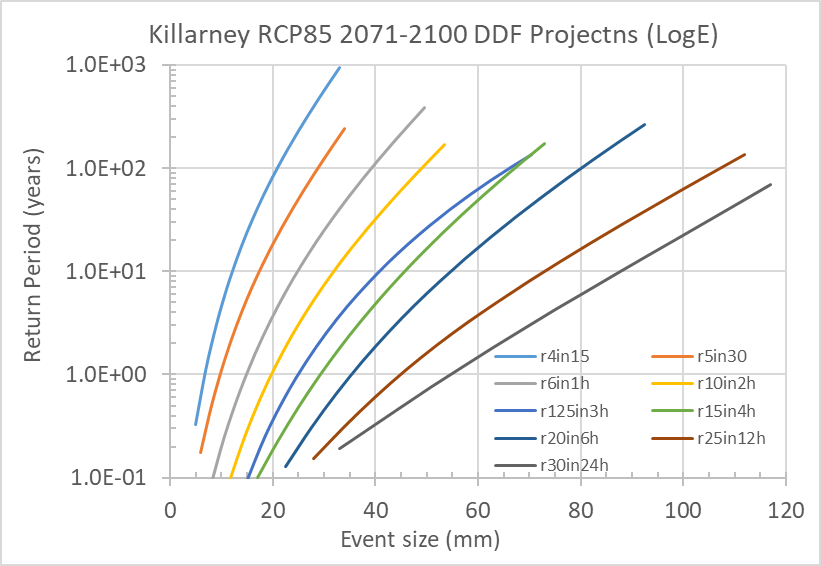 Killarney RCP85 2071-2100 DDF Projectns (LogE)
1.0E+03
1.0E+02
1.0E+01
1.0E+00
1.0E-01
Return Period (years)
r4in15 r5in30
r6in1h r10in2h
r125in3h r15in4h
r20in6h r25in12h
r30in24h
0 20 40 60 80 100 120
Event size (mm)